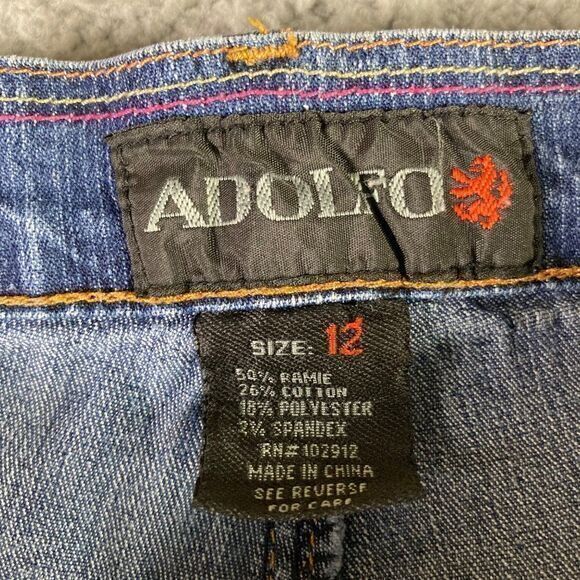 ADOLFO
SIZE: 12
50% RAMIE
26% COTTON
18% POLYESTER
2% SPANDEX
RN# 102912
MADE IN CHINA
SEE REVERSE
FOR CARE